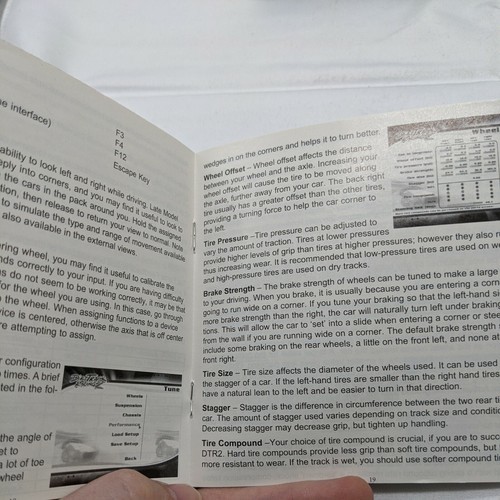 e interface)
F3
F4
F12
Escape Key
ability to look left and right while driving. Late Model
eply into corners, and you may find it useful to look to
the cars in the pack around you. Hold the assigned
tion, then release to return your view to normal. Note
to simulate the type and range of movement available
also available in the external views.
ering wheel, you may find it useful to calibrate the
nds correctly to your input. If you are having difficulty
s do not seem to be working correctly, it may be that
for the wheel you are using. In this case, go through
the wheel. When assigning functions to a device
vice is centered, otherwise the axis that is off center
re attempting to assign.
r configuration
times. A brief
ted in the fol-
the angle of
et to
a lot of toe
wheel
Tune
Wheels
Suspension
Chassis
Performance
Load Setup
Save Setup
Back
wedges in on the corners and helps it to turn better.
Wheel Offset – Wheel offset affects the distance
between your wheel and the axle. Increasing your
wheel offset will cause the tire to be moved along
the axle, further away from your car. The back right
tire usually has a greater offset than the other tires,
providing a turning force to help the car corner to
the left.
Tire Pressure –Tire pressure can be adjusted to
vary the amount of traction. Tires at lower pressures
provide higher levels of grip than tires at higher pressures; however they also
thus increasing wear. It is recommended that low-pressure tires are used on
and high-pressure tires are used on dry tracks.
Brake Strength – The brake strength of wheels can be tuned to make a large
to your driving. When you brake, it is usually because you are entering a
going to run wide on a corner. If you tune your braking so that the left-hand
more brake strength than the right, the car will naturally turn left under
tions. This will allow the car to 'set' into a slide when entering a corner or
from the wall if you are running wide on a corner. The default brake strength
include some braking on the rear wheels, a little on the front left, and none at
front right.
Tire Size – Tire size affects the diameter of the wheels used. It can be used
the stagger of a car. If the left-hand tires are smaller than the right hand tires
have a natural lean to the left and be easier to turn in that direction.
Stagger – Stagger is the difference in circumference between the two rear
car. The amount of stagger used varies depending on track size and
Decreasing stagger may decrease grip, but tighten up handling.
Tire Compound –Your choice of tire compound is crucial, if you are to
DTR2. Hard tire compounds provide less grip than soft tire compounds, but
more resistant to wear. If the track is wet, you should use softer compound
19